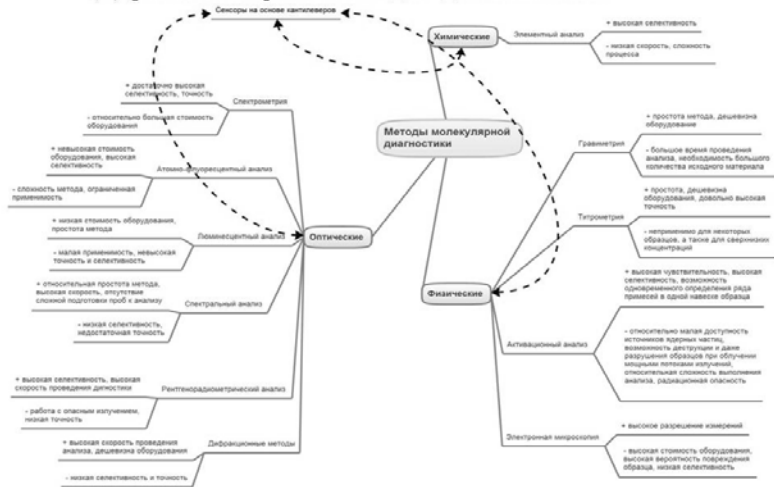 Сенсоры на основе кантилеверов
Химические
Элементный анализ
+ высокая селективность
- низкая скорость, сложность
процесса
Методы молекулярной
диагностики
Оптические
Спектрометрия
+ достаточно высокая
селективность, точность
- относительно большая стоимость
оборудования
Атомно-флуоресцентный анализ
+ невысокая стоимость
оборудования, высокая
селективность
- сложность метода, ограниченная
применимость
Люминесцентный анализ
+ низкая стоимость оборудования,
простота метода
- малая применимость, невысокая
точность и селективность
Спектральный анализ
+ относительная простота метода,
высокая скорость, отсутствие
сложной подготовки проб к анализу
- низкая селективность,
недостаточная точность
Рентгенорадиометрический анализ
+ высокая селективность, высокая
скорость проведения дигностики
- работа с опасным излучением,
низкая точность
Дифракционные методы
+ высокая скорость проведения
анализа, дешевизна оборудования
- низкая селективность и точность
Физические
Гравиметрия
+ простота метода, дешевизна
оборудование
- большое время проведения
анализа, необходимость большого
количества исходного материала
Титрометрия
+ простота, дешевизна
оборудования, довольно высокая
точность
- неприменимо для некоторых
образцов, а также для сверхнизких
концентраций
Активационный анализ
+ высокая чувствительность, высокая
селективность, возможность
одновременного определения ряда
примесей в одной навеске образца
- относительно малая доступность
источников ядерных частиц,
возможность деструкции и даже
разрушения образцов при облучении
мощными потоками излучений,
относительная сложность выполнения
анализа, радиационная опасность
Электронная микроскопия
+ высокое разрешение измерений
- высокая стоимость оборудования,
высокая вероятность повреждения
образца, низкая селективность